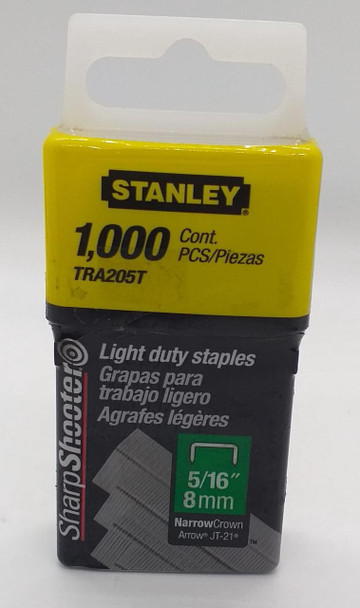 STANLEY®
1,000 Cont.
PCS/Piezas
TRA205T
SharpShooter
Light duty staples
Grapas para
trabajo ligero
Agrafes légères
5/16"
8mm
NarrowCrown
Arrow® JT-21®
™